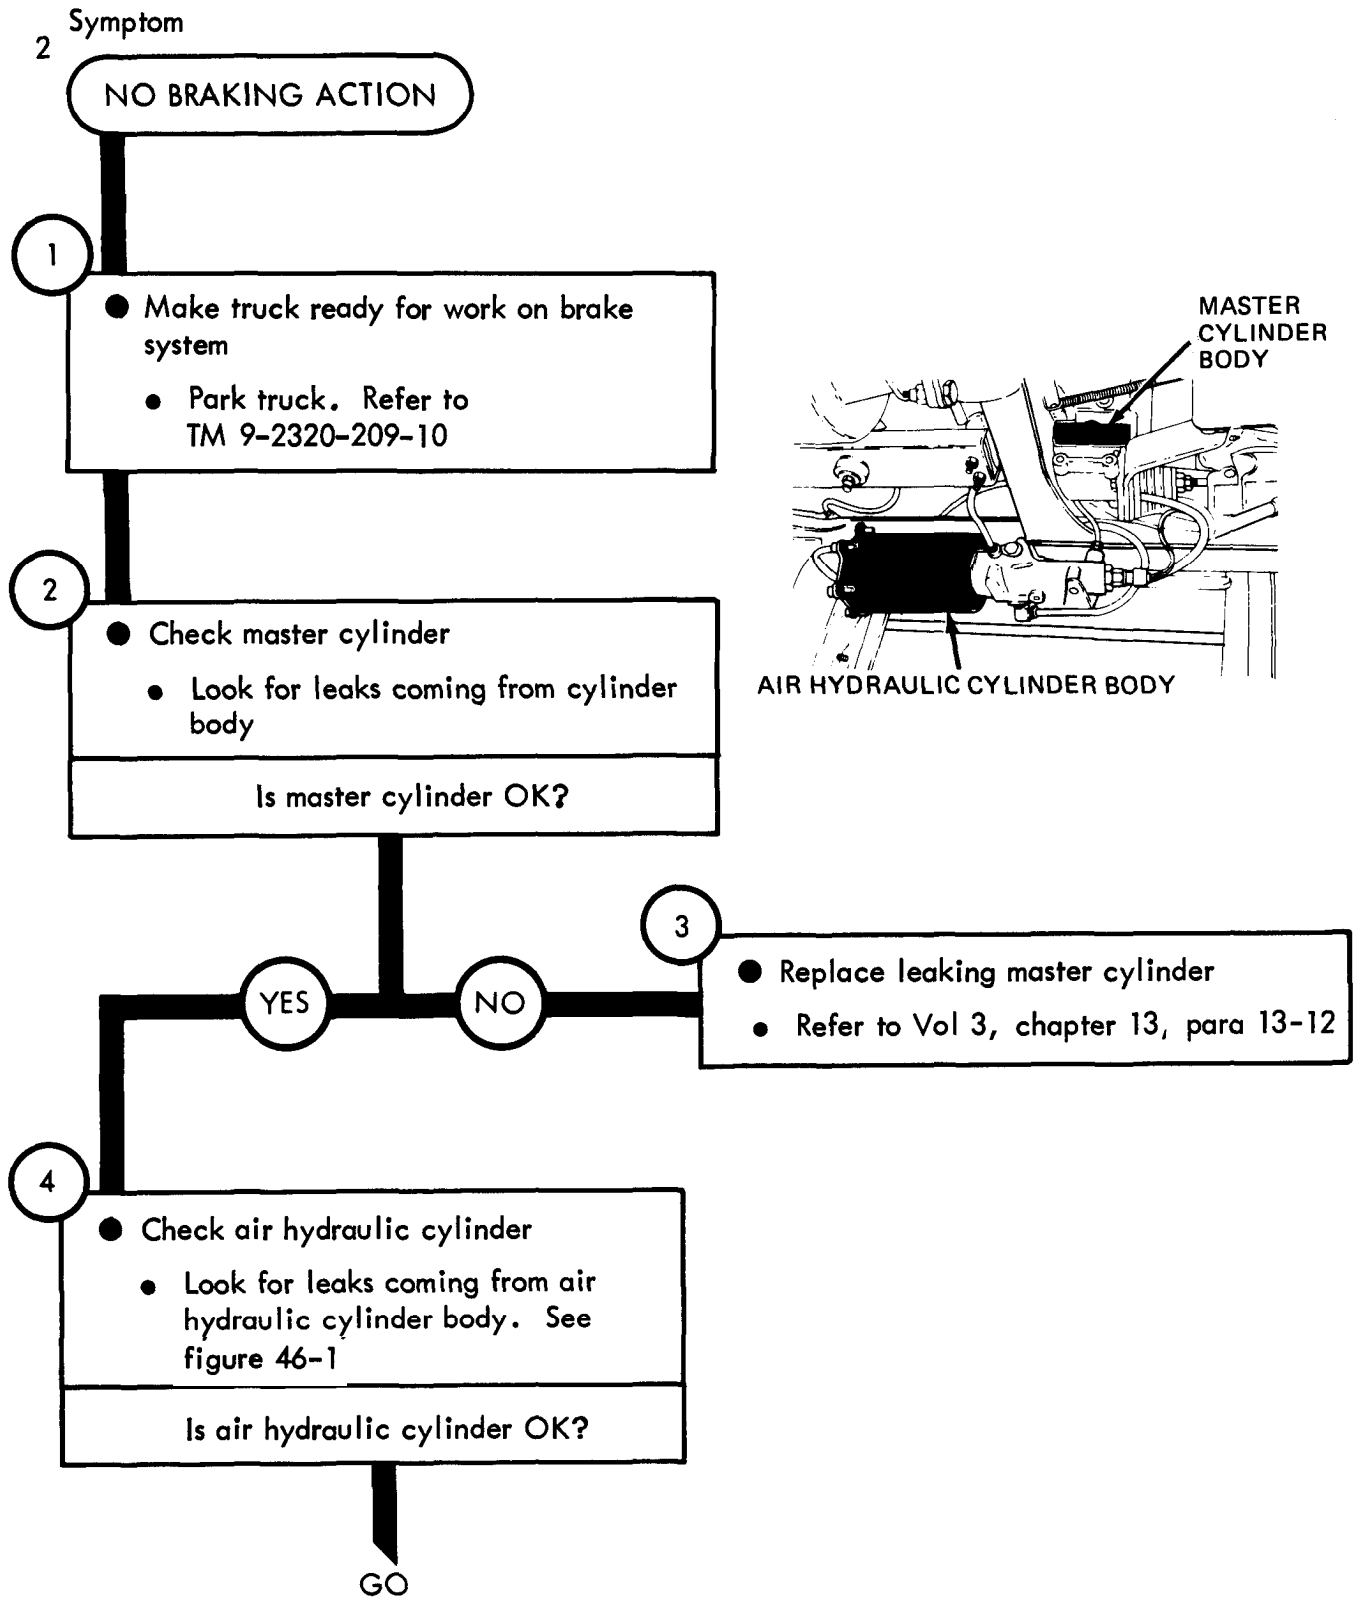 Symptom
2
NO BRAKING ACTION
1
● Make truck ready for work on brake
system
● Park truck. Refer to
TM 9-2320-209-10
MASTER
CYLINDER
BODY
AIR HYDRAULIC CYLINDER BODY
2
● Check master cylinder
● Look for leaks coming from cylinder
body
Is master cylinder OK?
YES
NO
3
● Replace leaking master cylinder
● Refer to Vol 3, chapter 13, para 13-12
4
● Check air hydraulic cylinder
● Look for leaks coming from air
hydraulic cylinder body. See
figure 46-1
Is air hydraulic cylinder OK?
GO